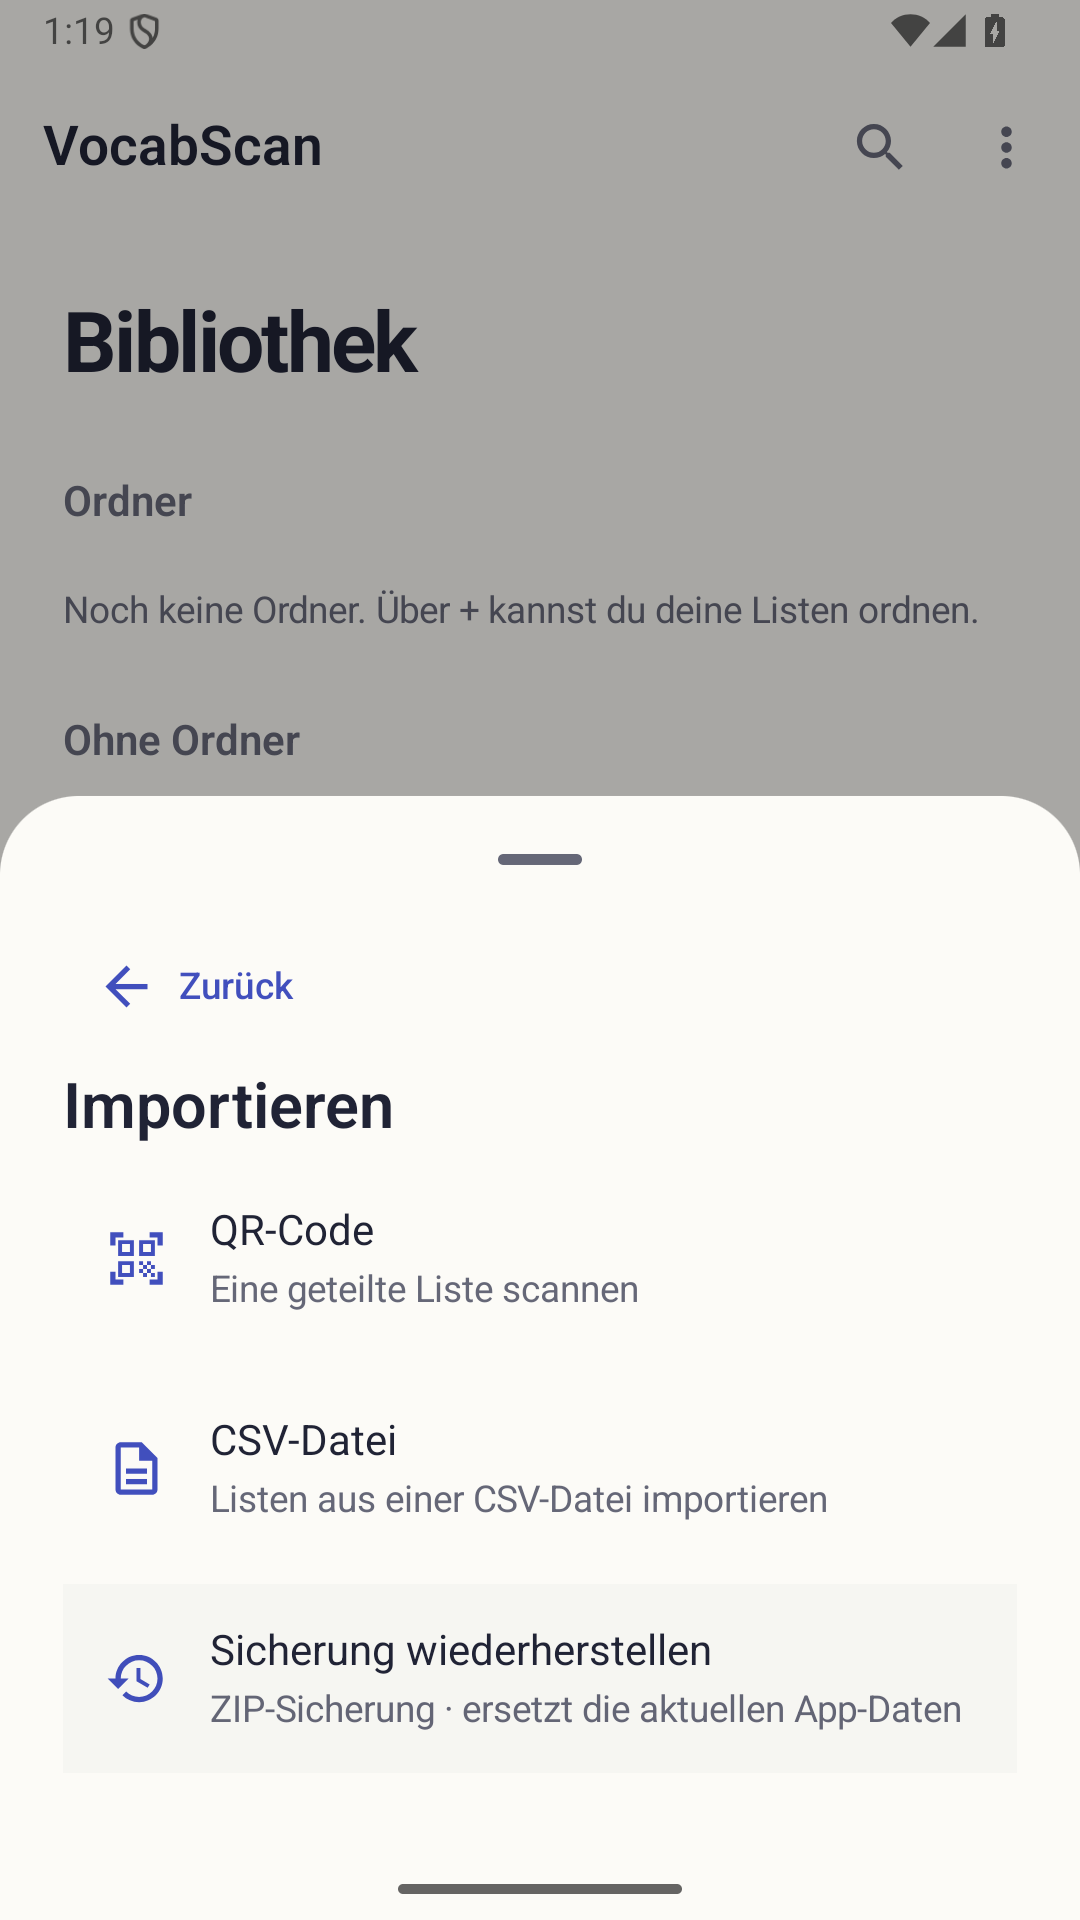 1:19
VocabScan
Bibliothek
Ordner
Noch keine Ordner. Über + kannst du deine Listen ordnen.
Ohne Ordner
Zurück
Importieren
QR-Code
Eine geteilte Liste scannen
CSV-Datei
Listen aus einer CSV-Datei importieren
Sicherung wiederherstellen
ZIP-Sicherung · ersetzt die aktuellen App-Daten